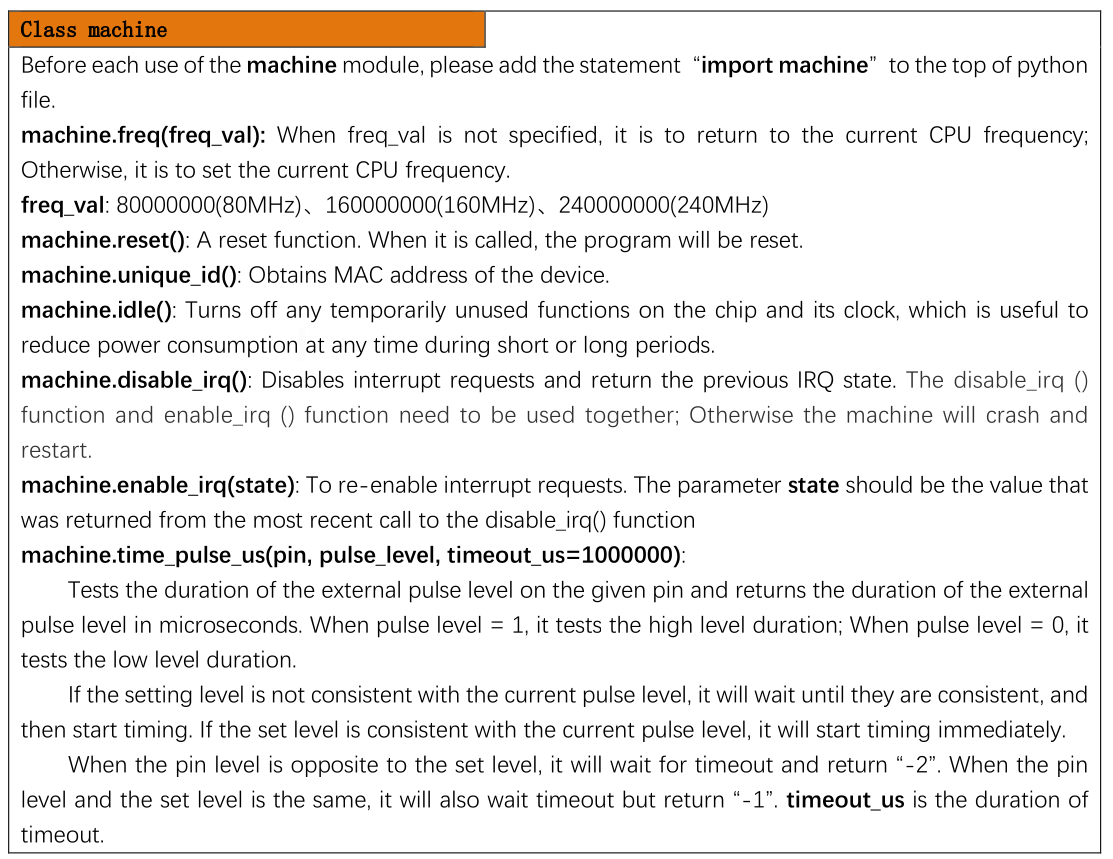 Class machine
Before each use of the machine module, please add the statement “import machine” to the top of python
file.
machine.freq(freq_val): When freq_val is not specified, it is to return to the current CPU frequency;
Otherwise, it is to set the current CPU frequency.
freq_val: 80000000(80MHz)、160000000(160MHz)、240000000(240MHz)
machine.reset(): A reset function. When it is called, the program will be reset.
machine.unique_id(): Obtains MAC address of the device.
machine.idle(): Turns off any temporarily unused functions on the chip and its clock, which is useful to
reduce power consumption at any time during short or long periods.
machine.disable_irq(): Disables interrupt requests and return the previous IRQ state. The disable_irq ()
function and enable_irq () function need to be used together; Otherwise the machine will crash and
restart.
machine.enable_irq(state): To re-enable interrupt requests. The parameter state should be the value that
was returned from the most recent call to the disable_irq() function
machine.time_pulse_us(pin, pulse_level, timeout_us=1000000):
Tests the duration of the external pulse level on the given pin and returns the duration of the external
pulse level in microseconds. When pulse level = 1, it tests the high level duration; When pulse level = 0, it
tests the low level duration.
If the setting level is not consistent with the current pulse level, it will wait until they are consistent, and
then start timing. If the set level is consistent with the current pulse level, it will start timing immediately.
When the pin level is opposite to the set level, it will wait for timeout and return “-2”. When the pin
level and the set level is the same, it will also wait timeout but return “-1”. timeout_us is the duration of
timeout.